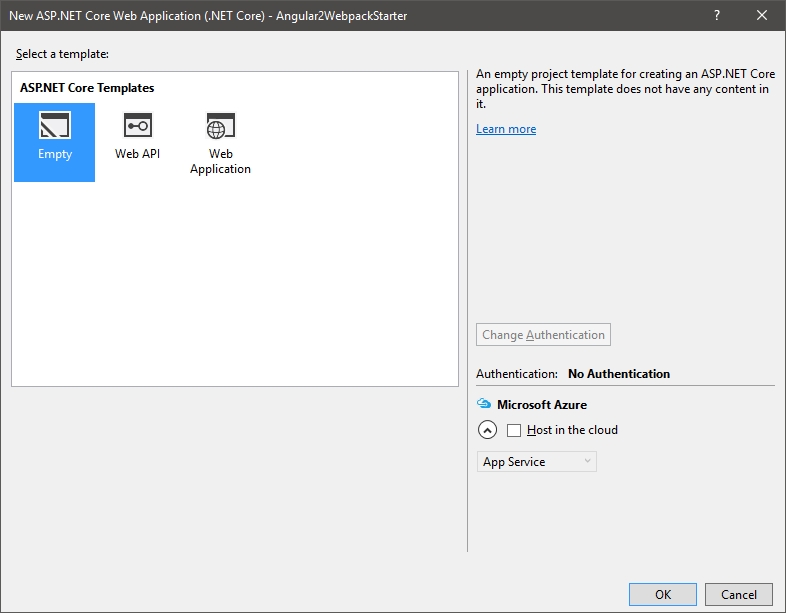 New ASP.NET Core Web Application (.NET Core) - Angular2WebpackStarter
?
Select a template:
ASP.NET Core Templates
Empty
Web API
Web
Application
An empty project template for creating an ASP.NET Core
application. This template does not have any content in
it.
Learn more
Change Authentication
Authentication: No Authentication
Microsoft Azure
Host in the cloud
App Service
OK
Cancel